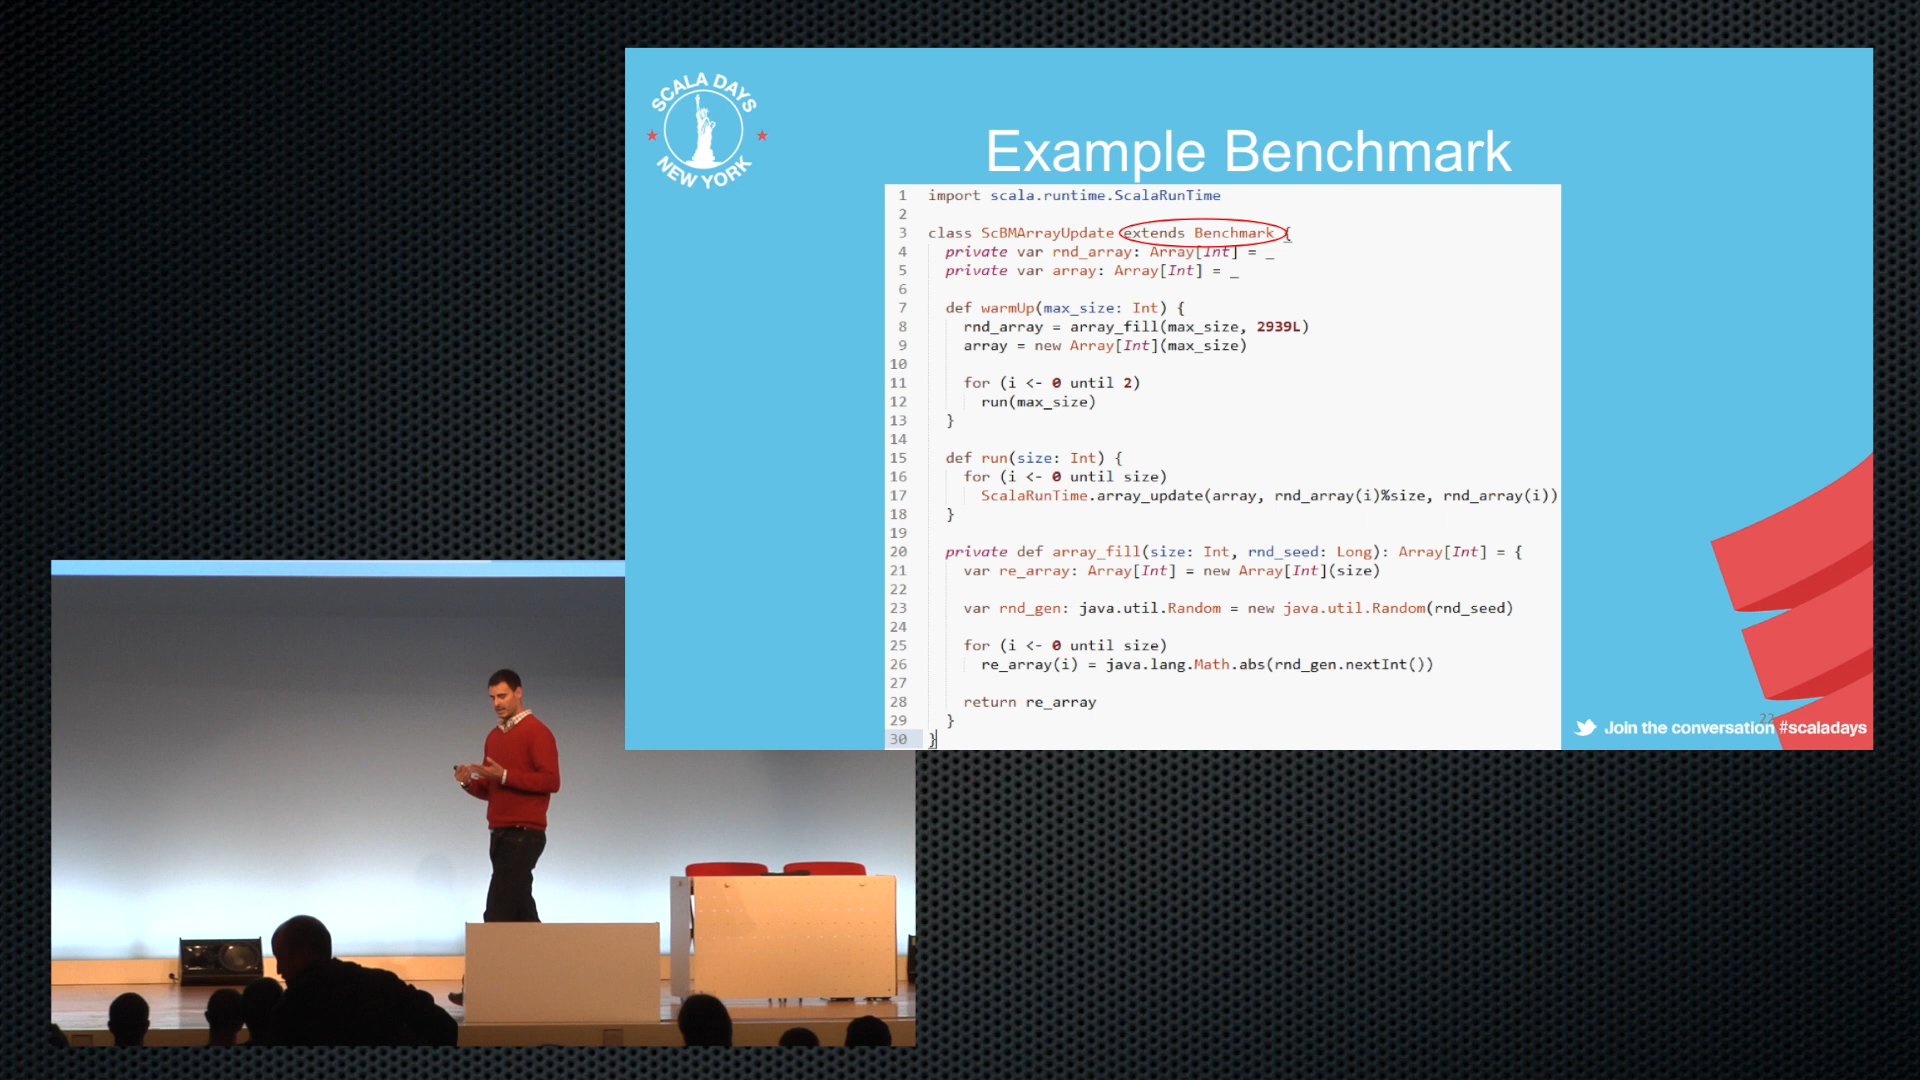 SCALA DAYS
NEW YORK
Example Benchmark
1 import scala.runtime.ScalaRunTime
2
3 class ScBMArrayUpdate extends Benchmark {
4   private var rnd_array: Array[Int] = _
5   private var array: Array[Int] = _
6
7   def warmUp(max_size: Int) {
8     rnd_array = array_fill(max_size, 2939L)
9     array = new Array[Int](max_size)
10
11     for (i <- 0 until 2)
12       run(max_size)
13   }
14
15   def run(size: Int) {
16     for (i <- 0 until size)
17       ScalaRunTime.array_update(array, rnd_array(i)%size, rnd_array(i))
18   }
19
20   private def array_fill(size: Int, rnd_seed: Long): Array[Int] = {
21     var re_array: Array[Int] = new Array[Int](size)
22
23     var rnd_gen: java.util.Random = new java.util.Random(rnd_seed)
24
25     for (i <- 0 until size)
26       re_array(i) = java.lang.Math.abs(rnd_gen.nextInt())
27
28     return re_array
29   }
30 }
22
Join the conversation #scaladays